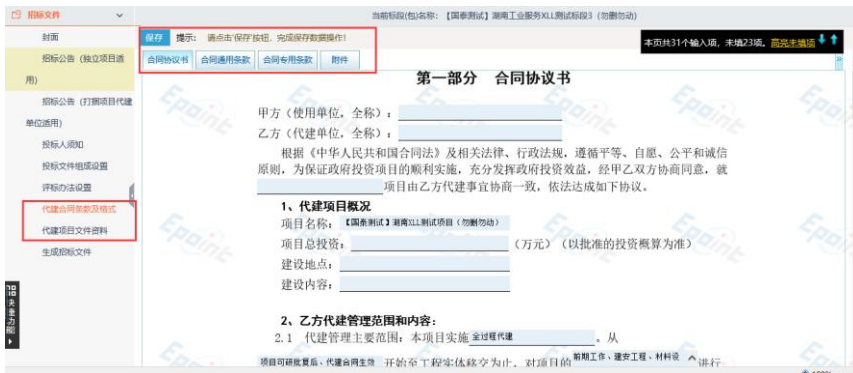 招标文件
当前标段(包)名称：【国泰测试】湖南工业服务XLL测试标段3（勿删勿动）
封面
招标公告（独立项目适用）
招标公告（打捆项目代建单位适用）
投标人须知
投标文件组成设置
评标办法设置
代建合同条款及格式
代建项目文件资料
生成招标文件
保存 提示： 请点击'保存'按钮，完成保存数据操作！
本页共31个输入项，未填23项。高亮未填项
合同协议书 合同通用条款 合同专用条款 附件
第一部分 合同协议书
甲方（使用单位，全称）：
乙方（代建单位，全称）：
根据《中华人民共和国合同法》及相关法律、行政法规，遵循平等、自愿、公平和诚信
原则，为保证政府投资项目的顺利实施，充分发挥政府投资效益，经甲乙双方协商同意，就
项目由乙方代建事宜协商一致，依法达成如下协议。
1、代建项目概况
项目名称：【国泰测试】湖南XLL测试项目（勿删勿动）
项目总投资： （万元）（以批准的投资概算为准）
建设地点：
建设内容：
2、乙方代建管理范围和内容：
2.1 代建管理主要范围：本项目实施 全过程代建 。从
项目可研批复后、代建合同生效 开始至工程实体移交为止，对项目的 前期工作、建安工程、材料设 进行
Epoint
100%